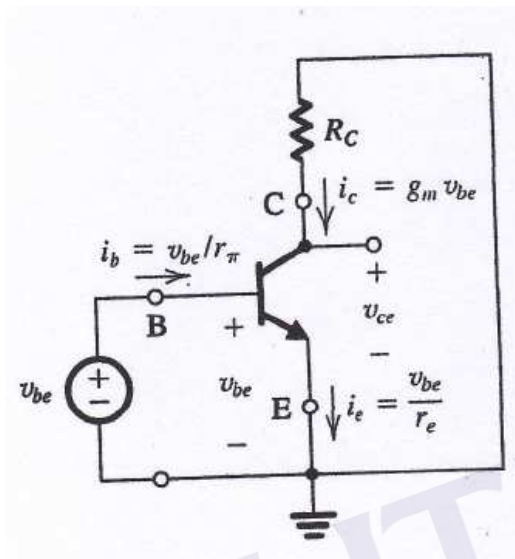 R_C
C
i_c = g_m v_be
i_b = v_be/r_π
+
B
+
v_ce
+
−
v_be
−
v_be
E
i_e = v_be/r_e
−